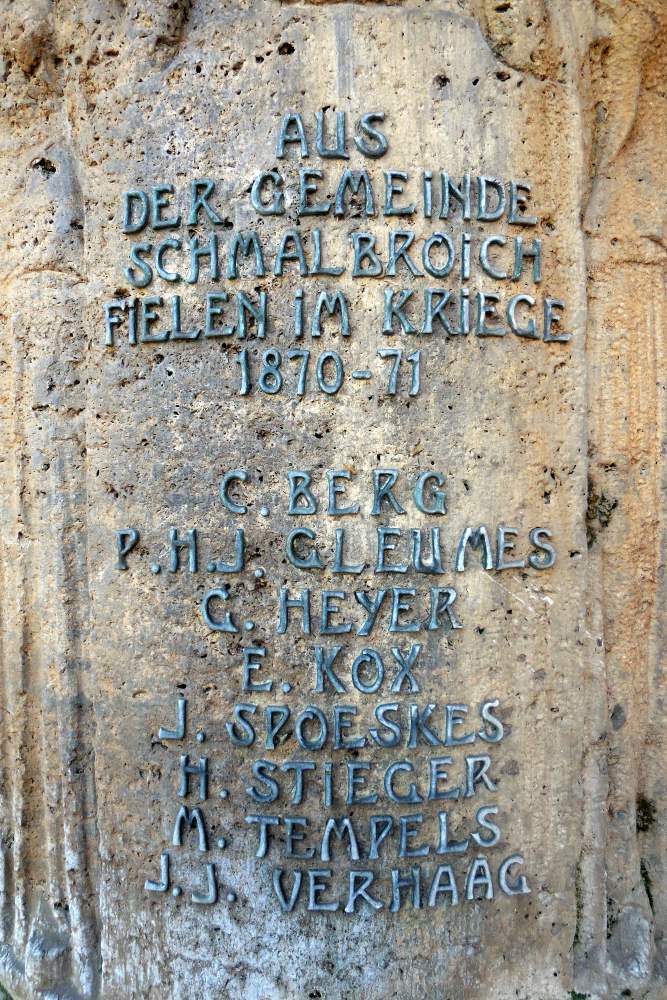 AUS
DER GEMEINDE
SCHMALBROICH
FIELEN IM KRIEGE
1870-71
C. BERG
P.H.J. GLEUMES
G. HEYER
E. KOX
J. SPOESKES
H. STIEGER
M. TEMPELS
J.J. VERHAAG